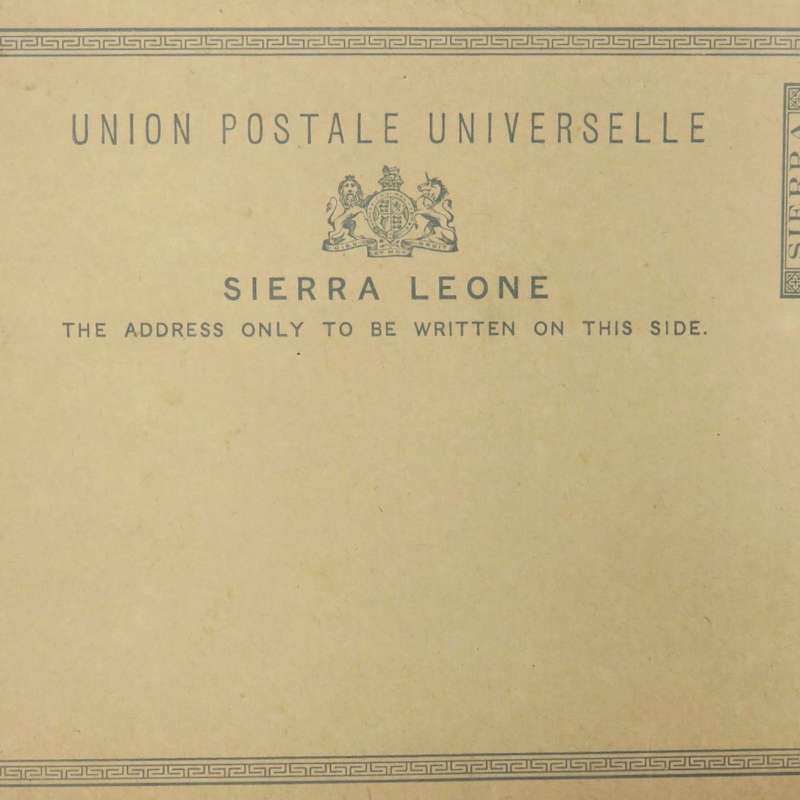 UNION POSTALE UNIVERSELLE
SIERRA LEONE
THE ADDRESS ONLY TO BE WRITTEN ON THIS SIDE.
SIERRA